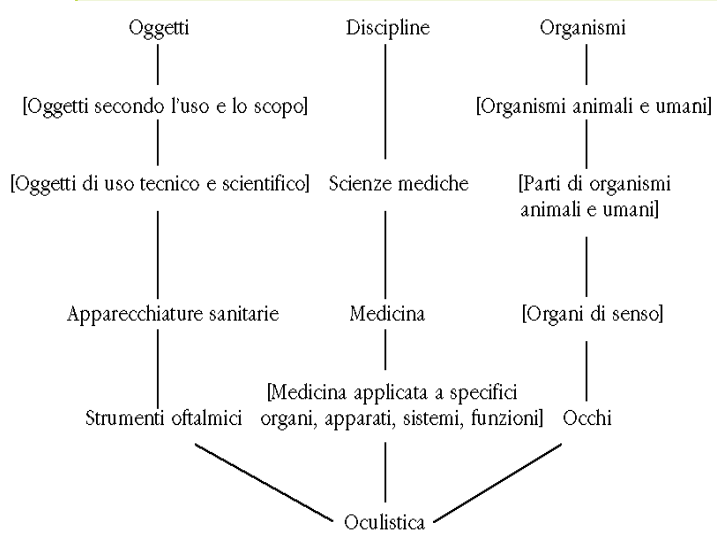 Oggetti
Discipline
Organismi
[Oggetti secondo l'uso e lo scopo]
[Organismi animali e umani]
[Oggetti di uso tecnico e scientifico]
Scienze mediche
[Parti di organismi
animali e umani]
Apparecchiature sanitarie
Medicina
[Organi di senso]
[Medicina applicata a specifici
organi, apparati, sistemi, funzioni]
Strumenti oftalmici
Occhi
Oculistica